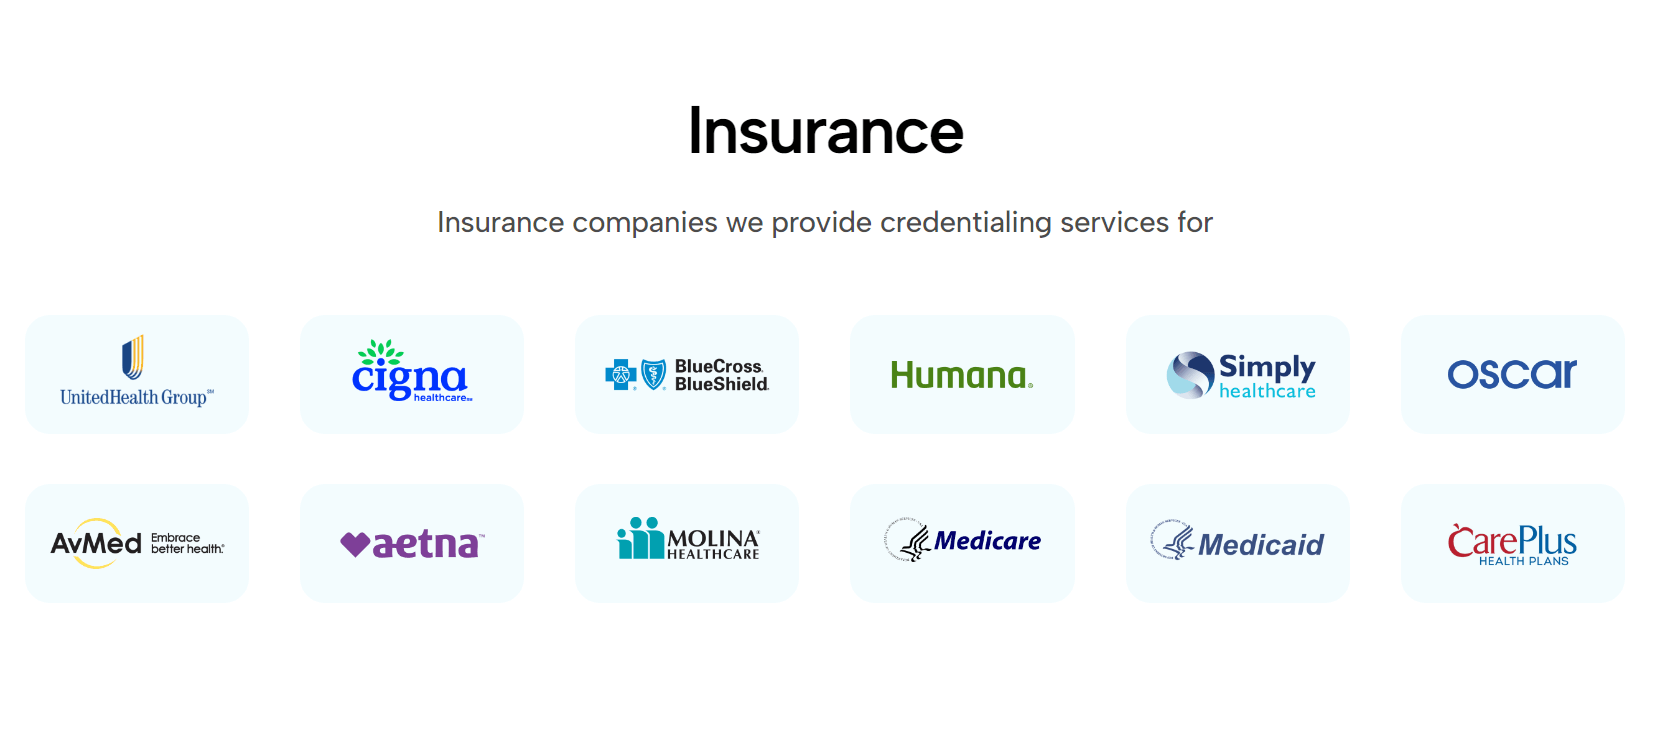 Insurance
Insurance companies we provide credentialing services for
UnitedHealth Group℠
cigna
healthcare
BlueCross
BlueShield
Humana
Simply
healthcare
oscar
AvMed
Embrace
better health.®
aetna™
MOLINA®
HEALTHCARE
Medicare
Medicaid
CarePlus
HEALTH PLANS